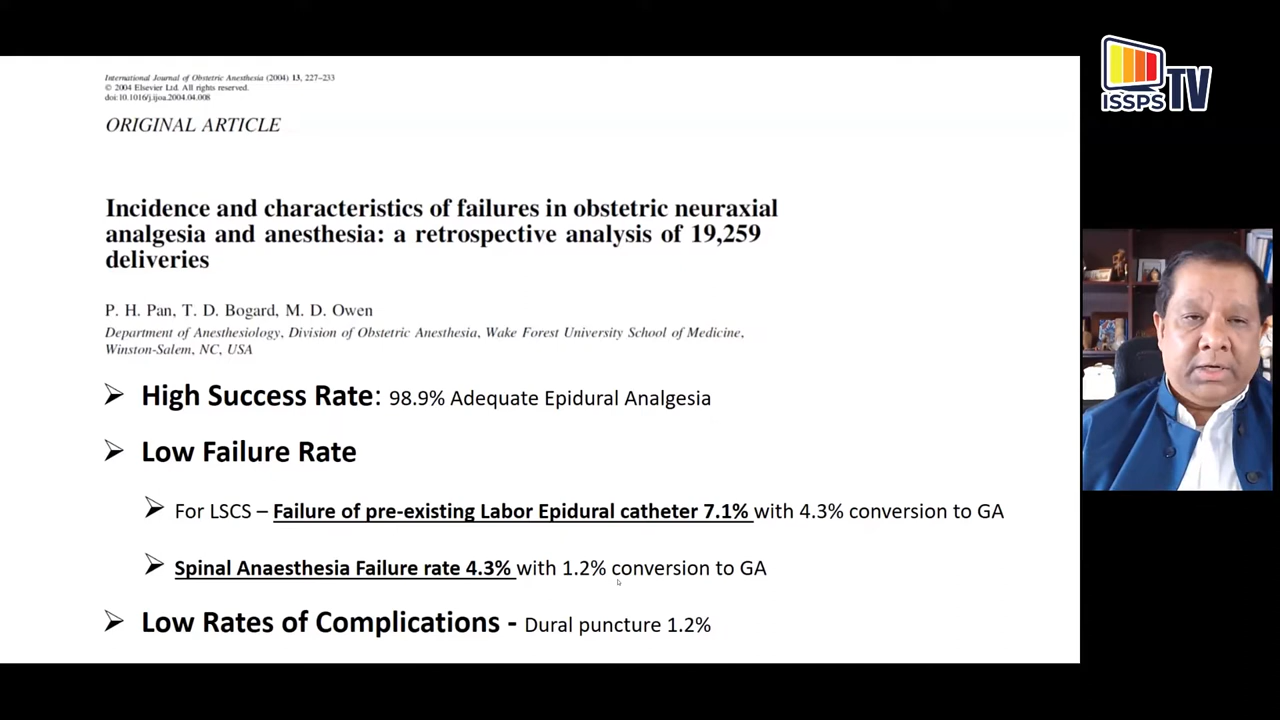 International Journal of Obstetric Anesthesia (2004) 13, 227–233
© 2004 Elsevier Ltd. All rights reserved.
doi:10.1016/j.ijoa.2004.04.008
ORIGINAL ARTICLE
ISSPS TV
Incidence and characteristics of failures in obstetric neuraxial
analgesia and anesthesia: a retrospective analysis of 19,259
deliveries
P. H. Pan, T. D. Bogard, M. D. Owen
Department of Anesthesiology, Division of Obstetric Anesthesia, Wake Forest University School of Medicine,
Winston-Salem, NC, USA
➢ High Success Rate: 98.9% Adequate Epidural Analgesia
➢ Low Failure Rate
➢ For LSCS – Failure of pre-existing Labor Epidural catheter 7.1% with 4.3% conversion to GA
➢ Spinal Anaesthesia Failure rate 4.3% with 1.2% conversion to GA
➢ Low Rates of Complications - Dural puncture 1.2%